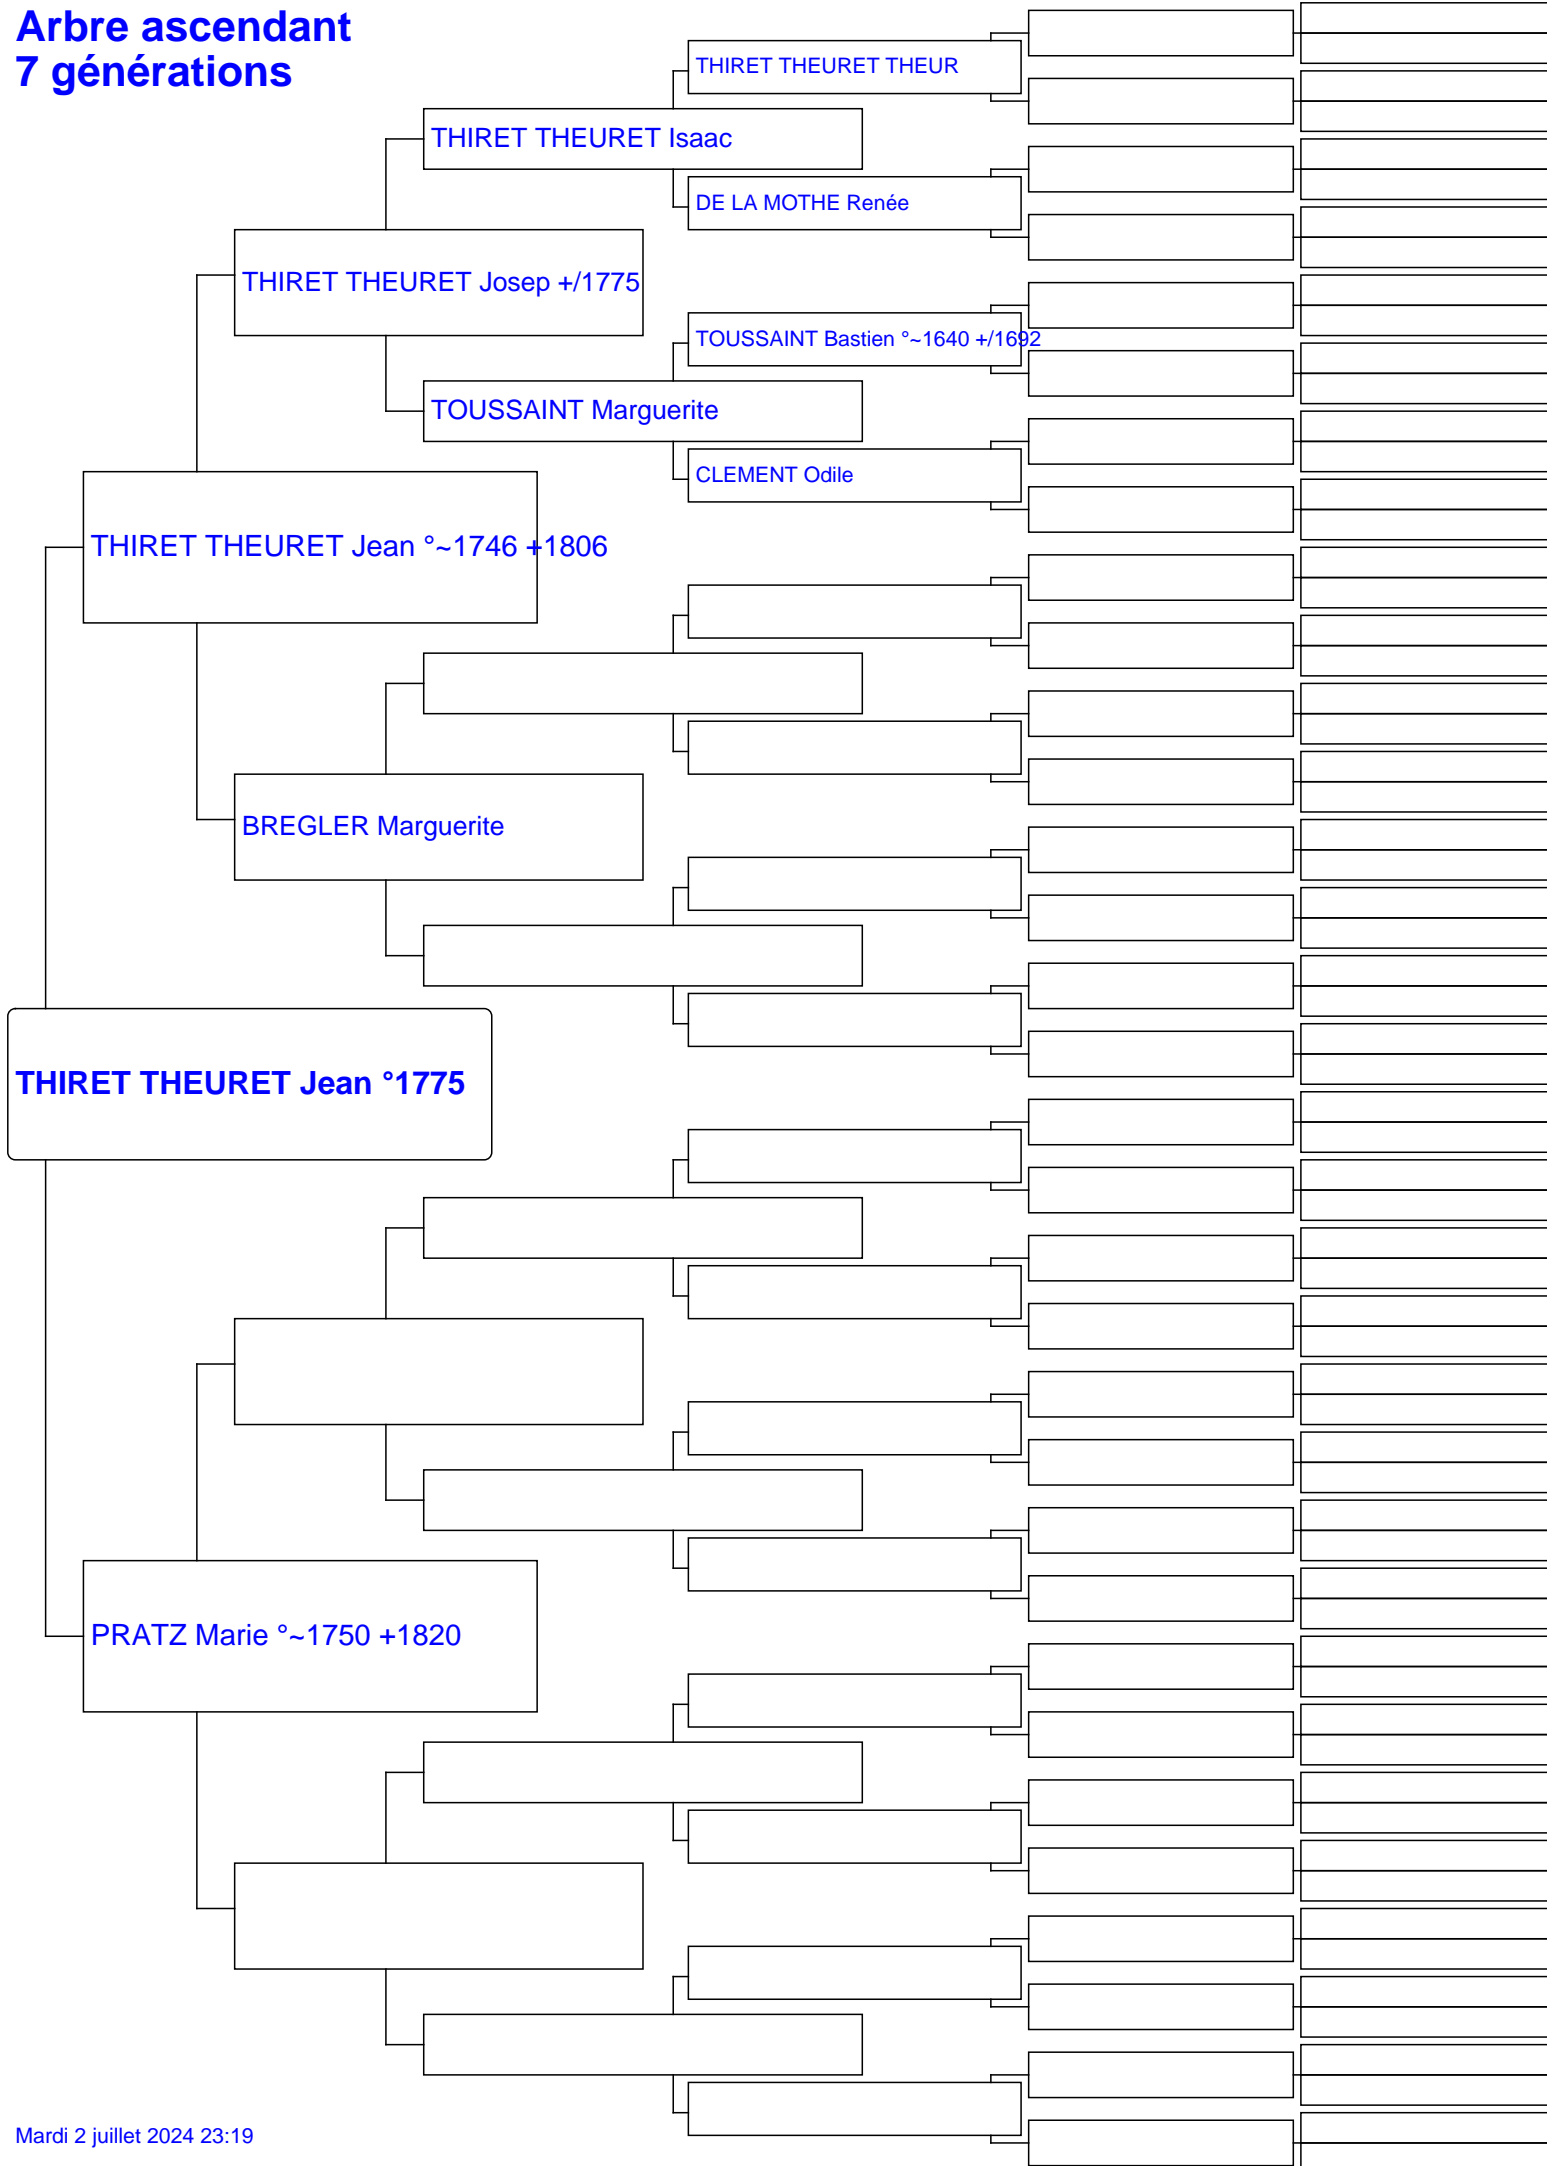 Arbre ascendant
7 générations
THIRET THEURET THEUR
THIRET THEURET Isaac
DE LA MOTHE Renée
THIRET THEURET Josep +/1775
TOUSSAINT Bastien °~1640 +/1692
TOUSSAINT Marguerite
CLEMENT Odile
THIRET THEURET Jean °~1746 +1806
BREGLER Marguerite
THIRET THEURET Jean °1775
PRATZ Marie °~1750 +1820
Mardi 2 juillet 2024 23:19